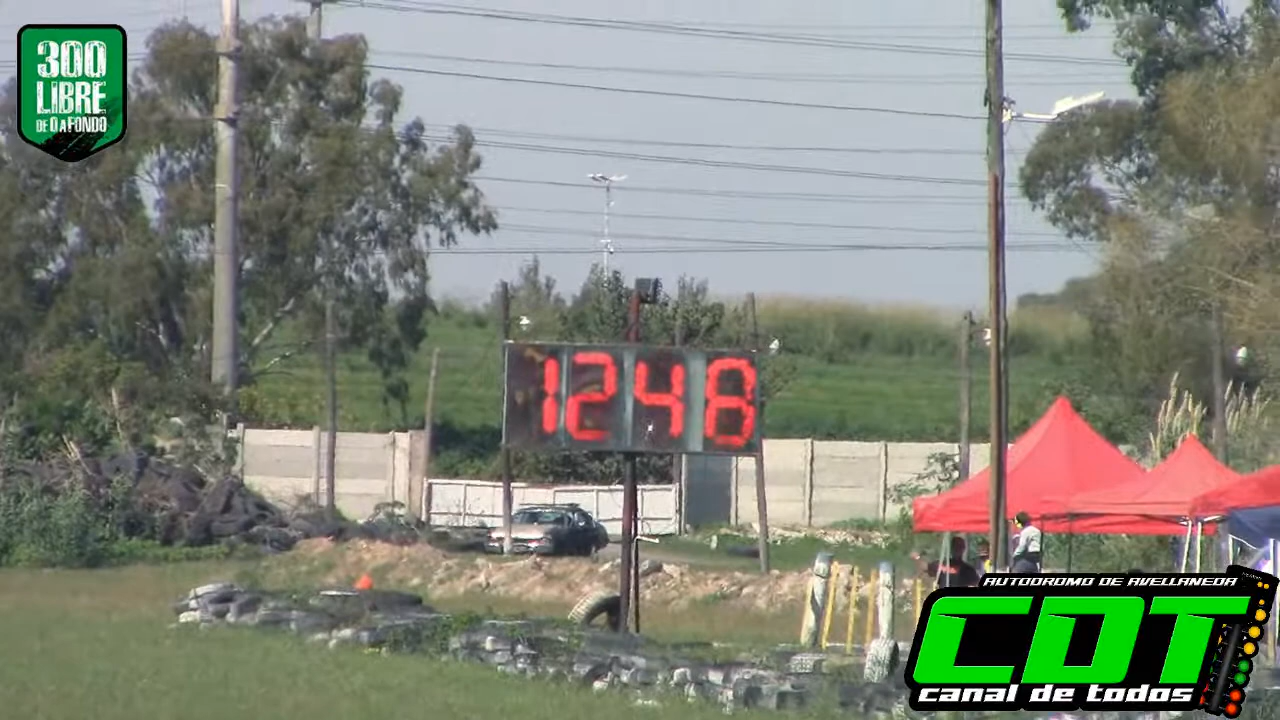 300
LIBRE
DE 0 A FONDO
1248
AUTODROMO DE AVELLANEDA
CDT
canal de todos